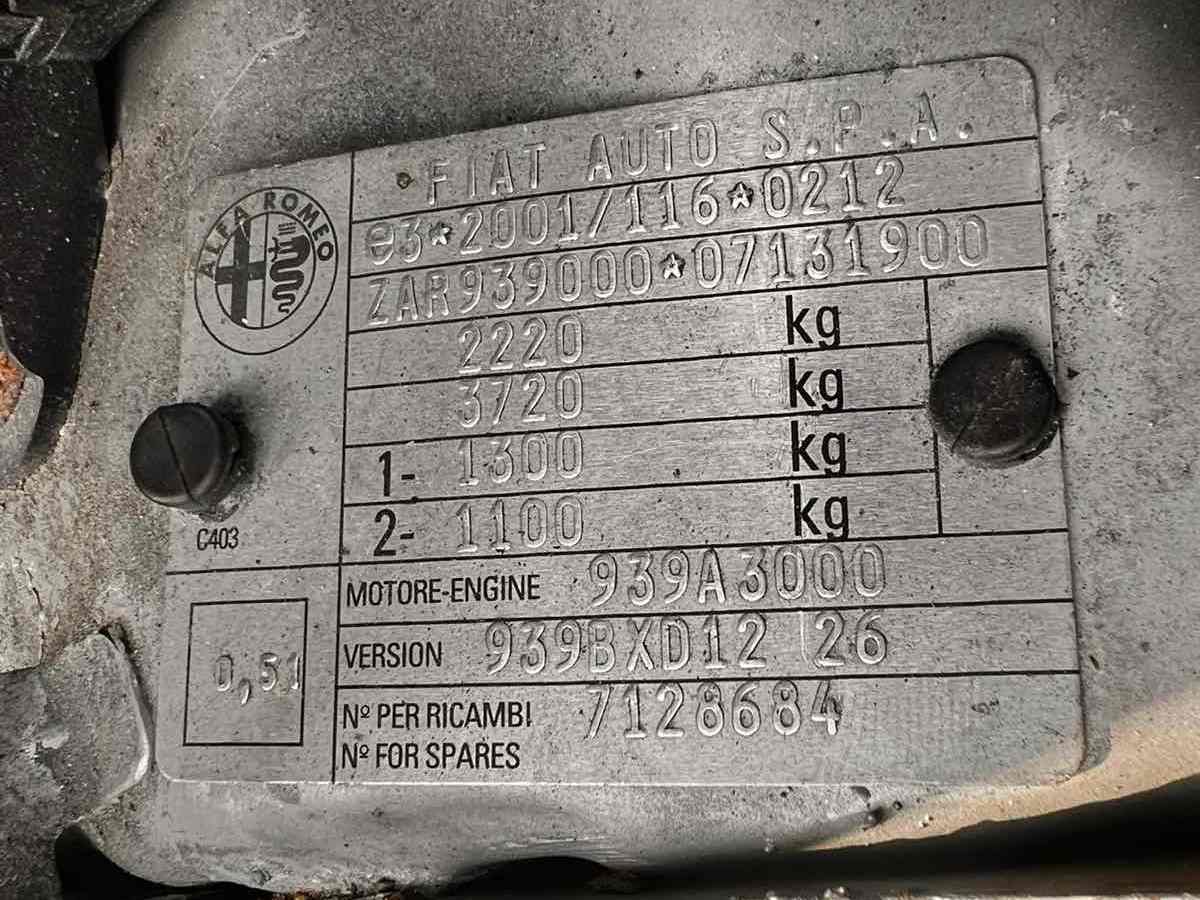 ALFA ROMEO
FIAT AUTO S.P.A.
e3*2001/116*0212
ZAR939000*07131900
2220 kg
3720 kg
1- 1300 kg
2- 1100 kg
C403
MOTORE-ENGINE 939A3000
VERSION 939BXD12 26
0,51
Nº PER RICAMBI 7128684
Nº FOR SPARES